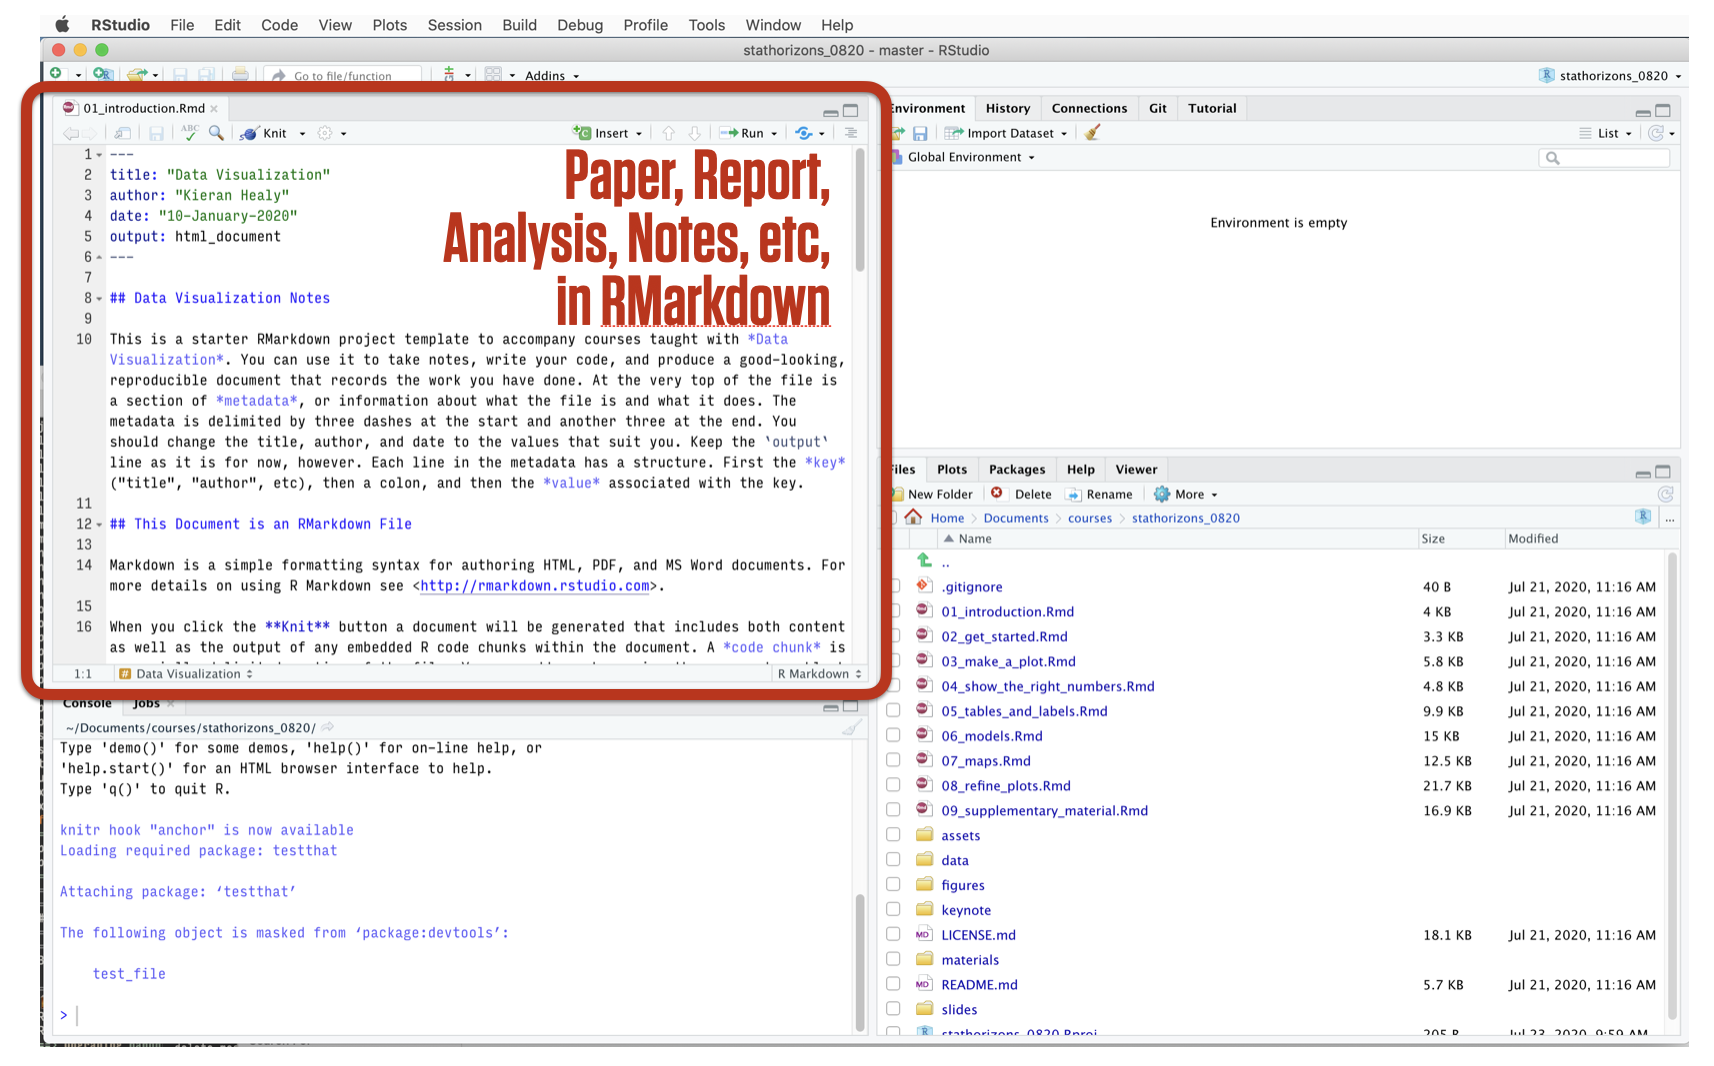 RStudio File Edit Code View Plots Session Build Debug Profile Tools Window Help
stathorizons_0820 - master - RStudio
Go to file/function Addins stathorizons_0820
01_introduction.Rmd
ABC Knit Insert Run
1 ---
2 title: "Data Visualization"
3 author: "Kieran Healy"
4 date: "10-January-2020"
5 output: html_document
6 ---
7
8 ## Data Visualization Notes
9
10 This is a starter RMarkdown project template to accompany courses taught with *Data
Visualization*. You can use it to take notes, write your code, and produce a good-looking,
reproducible document that records the work you have done. At the very top of the file is
a section of *metadata*, or information about what the file is and what it does. The
metadata is delimited by three dashes at the start and another three at the end. You
should change the title, author, and date to the values that suit you. Keep the `output`
line as it is for now, however. Each line in the metadata has a structure. First the *key*
("title", "author", etc), then a colon, and then the *value* associated with the key.
11
12 ## This Document is an RMarkdown File
13
14 Markdown is a simple formatting syntax for authoring HTML, PDF, and MS Word documents. For
more details on using R Markdown see <http://rmarkdown.rstudio.com>.
15
16 When you click the **Knit** button a document will be generated that includes both content
as well as the output of any embedded R code chunks within the document. A *code chunk* is
1:1 # Data Visualization R Markdown
Paper, Report,
Analysis, Notes, etc,
in RMarkdown
Console Jobs
~/Documents/courses/stathorizons_0820/
Type 'demo()' for some demos, 'help()' for on-line help, or
'help.start()' for an HTML browser interface to help.
Type 'q()' to quit R.
knitr hook "anchor" is now available
Loading required package: testthat
Attaching package: ‘testthat’
The following object is masked from ‘package:devtools’:
test_file
>
Environment History Connections Git Tutorial
Import Dataset List
Global Environment
Environment is empty
Files Plots Packages Help Viewer
New Folder Delete Rename More
Home > Documents > courses > stathorizons_0820 R ...
Name Size Modified
..
.gitignore 40 B Jul 21, 2020, 11:16 AM
01_introduction.Rmd 4 KB Jul 21, 2020, 11:16 AM
02_get_started.Rmd 3.3 KB Jul 21, 2020, 11:16 AM
03_make_a_plot.Rmd 5.8 KB Jul 21, 2020, 11:16 AM
04_show_the_right_numbers.Rmd 4.8 KB Jul 21, 2020, 11:16 AM
05_tables_and_labels.Rmd 9.9 KB Jul 21, 2020, 11:16 AM
06_models.Rmd 15 KB Jul 21, 2020, 11:16 AM
07_maps.Rmd 12.5 KB Jul 21, 2020, 11:16 AM
08_refine_plots.Rmd 21.7 KB Jul 21, 2020, 11:16 AM
09_supplementary_material.Rmd 16.9 KB Jul 21, 2020, 11:16 AM
assets
data
figures
keynote
MD LICENSE.md 18.1 KB Jul 21, 2020, 11:16 AM
materials
MD README.md 5.7 KB Jul 21, 2020, 11:16 AM
slides
stathorizons_0820.Rproj 205 B Jul 23, 2020, 9:59 AM